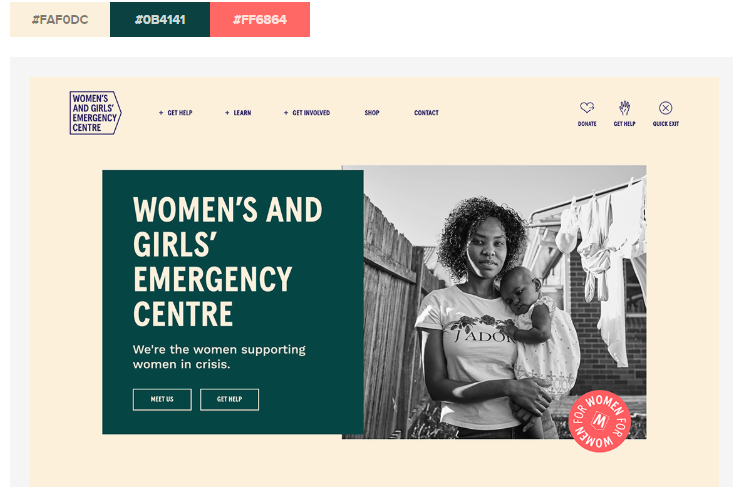 #FAF0DC #0B4141 #FF6864
WOMEN'S
AND GIRLS'
EMERGENCY
CENTRE
+ GET HELP + LEARN + GET INVOLVED SHOP CONTACT
DONATE GET HELP QUICK EXIT
WOMEN'S AND
GIRLS'
EMERGENCY
CENTRE
We're the women supporting
women in crisis.
MEET US GET HELP
J'ADOR
WOMEN FOR WOMEN FOR
W